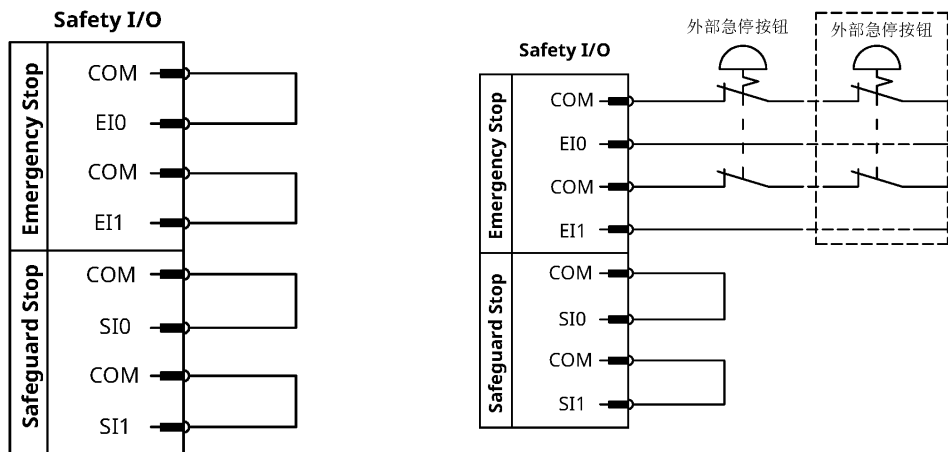 Safety I/O
Emergency Stop
COM
EI0
COM
EI1
Safeguard Stop
COM
SI0
COM
SI1
外部急停按钮
外部急停按钮
Safety I/O
Emergency Stop
COM
EI0
COM
EI1
Safeguard Stop
COM
SI0
COM
SI1